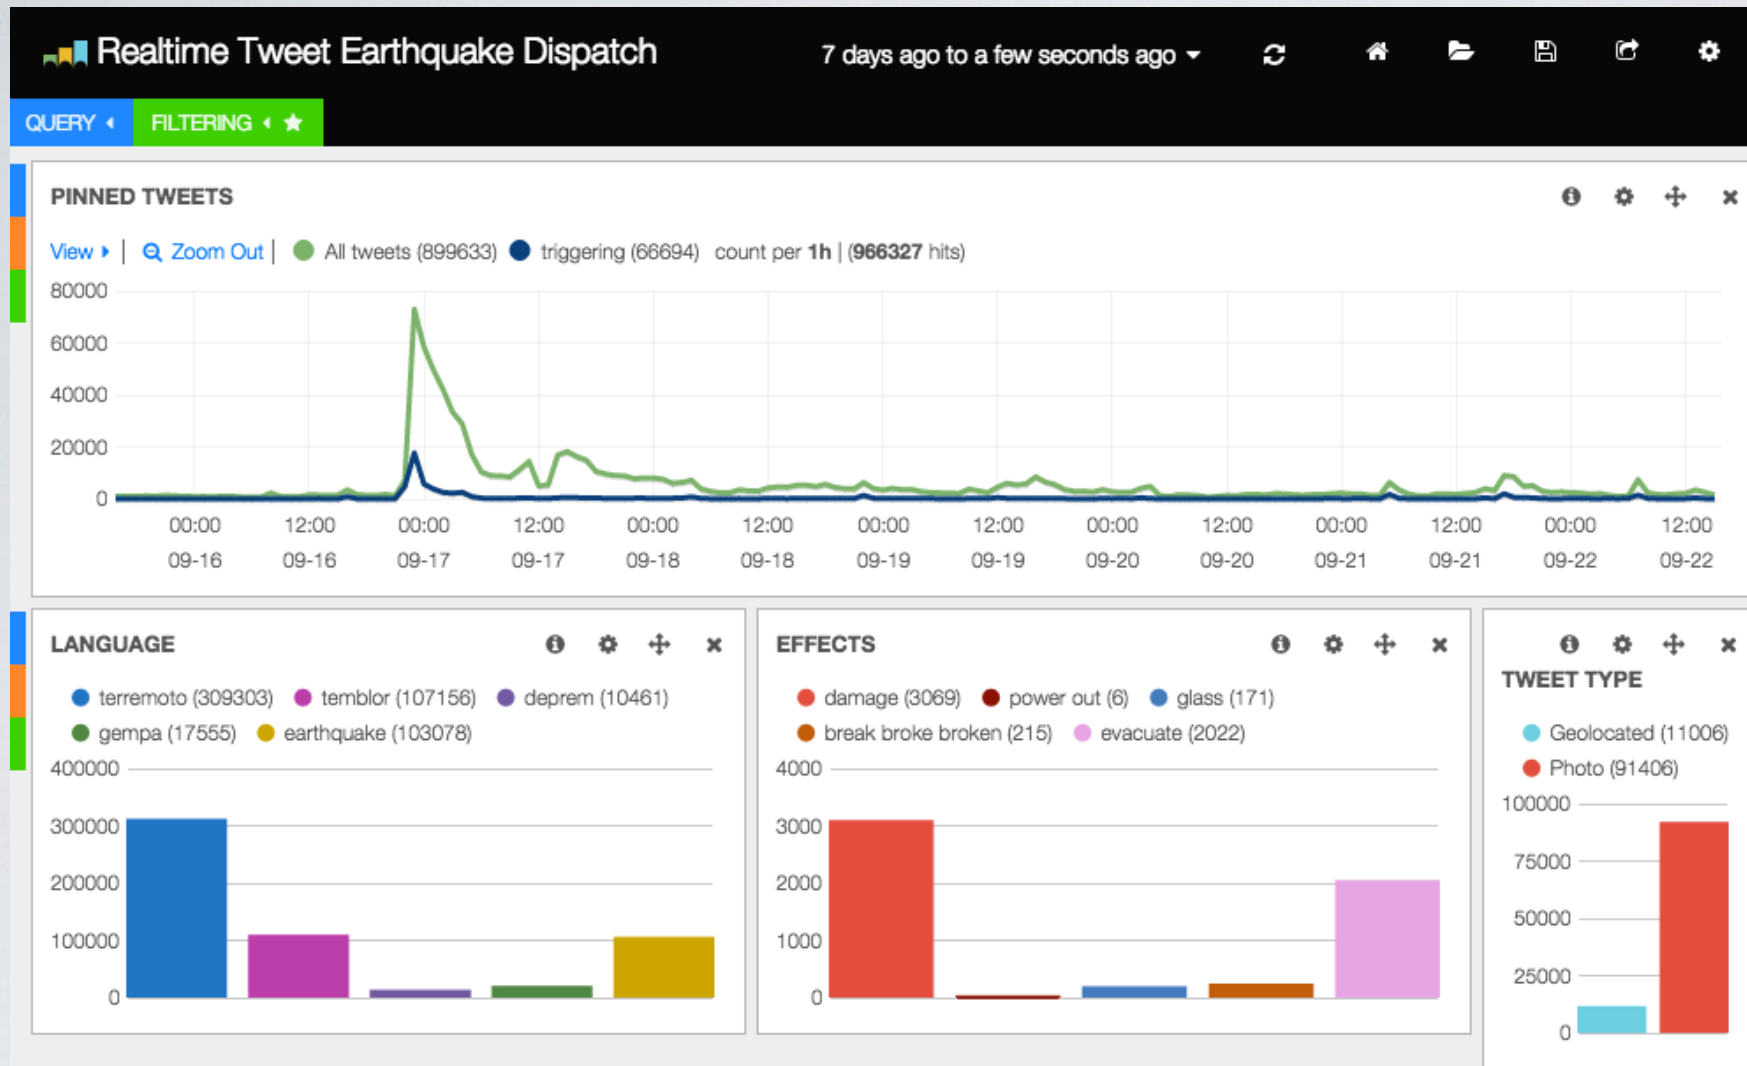 Realtime Tweet Earthquake Dispatch
7 days ago to a few seconds ago
QUERY
FILTERING
PINNED TWEETS
View | Zoom Out | All tweets (899633) triggering (66694) count per 1h | (966327 hits)
80000
60000
40000
20000
0
00:00 12:00 00:00 12:00 00:00 12:00 00:00 12:00 00:00 12:00 00:00 12:00 00:00 12:00
09-16 09-16 09-17 09-17 09-18 09-18 09-19 09-19 09-20 09-20 09-21 09-21 09-22 09-22
LANGUAGE
terremoto (309303) temblor (107156) deprem (10461)
gempa (17555) earthquake (103078)
400000
300000
200000
100000
0
EFFECTS
damage (3069) power out (6) glass (171)
break broke broken (215) evacuate (2022)
4000
3000
2000
1000
0
TWEET TYPE
Geolocated (11006)
Photo (91406)
100000
75000
50000
25000
0